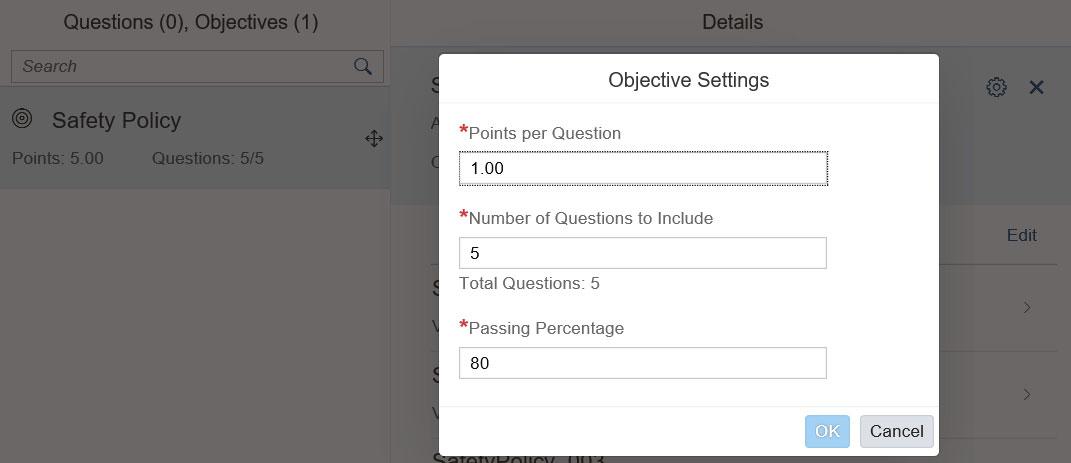 Questions (0), Objectives (1)
Search
Safety Policy
Points: 5.00 Questions: 5/5
Details
Edit
Objective Settings
*Points per Question
1.00
*Number of Questions to Include
5
Total Questions: 5
*Passing Percentage
80
OK Cancel